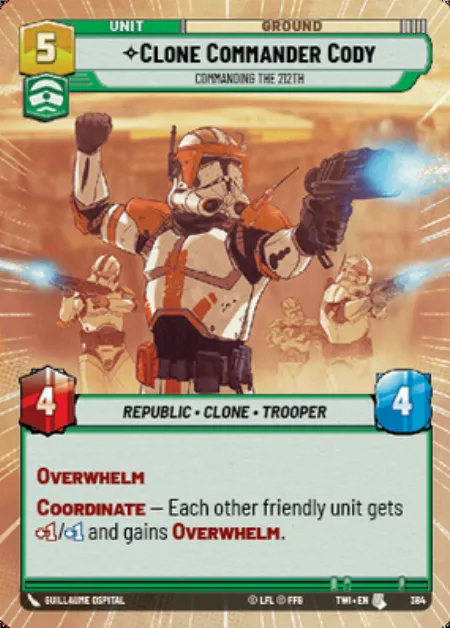 UNIT GROUND
5
✧CLONE COMMANDER CODY
COMMANDING THE 212TH
4
REPUBLIC • CLONE • TROOPER
4
OVERWHELM
COORDINATE — Each other friendly unit gets
+1/+1 and gains OVERWHELM.
GUILLAUME OSPITAL Ⓟ LFL Ⓟ FFG TWI • EN 384